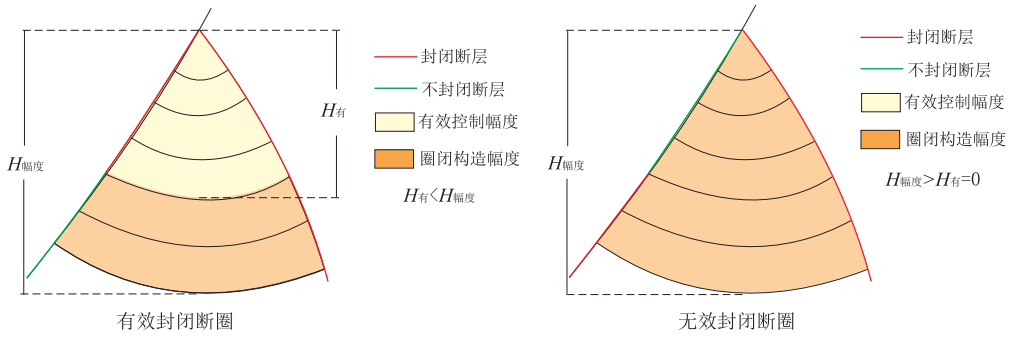 H幅度
H有
封闭断层
不封闭断层
有效控制幅度
圈闭构造幅度
H有<H幅度
有效封闭断圈
H幅度
封闭断层
不封闭断层
有效控制幅度
圈闭构造幅度
H幅度>H有=0
无效封闭断圈